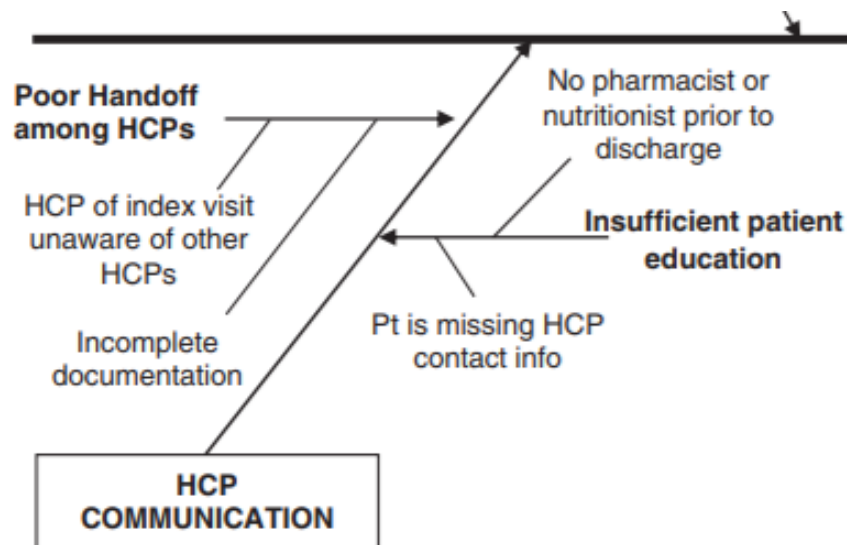 Poor Handoff
among HCPs
No pharmacist or
nutritionist prior to
discharge
HCP of index visit
unaware of other
HCPs
Insufficient patient
education
Incomplete
documentation
Pt is missing HCP
contact info
HCP
COMMUNICATION